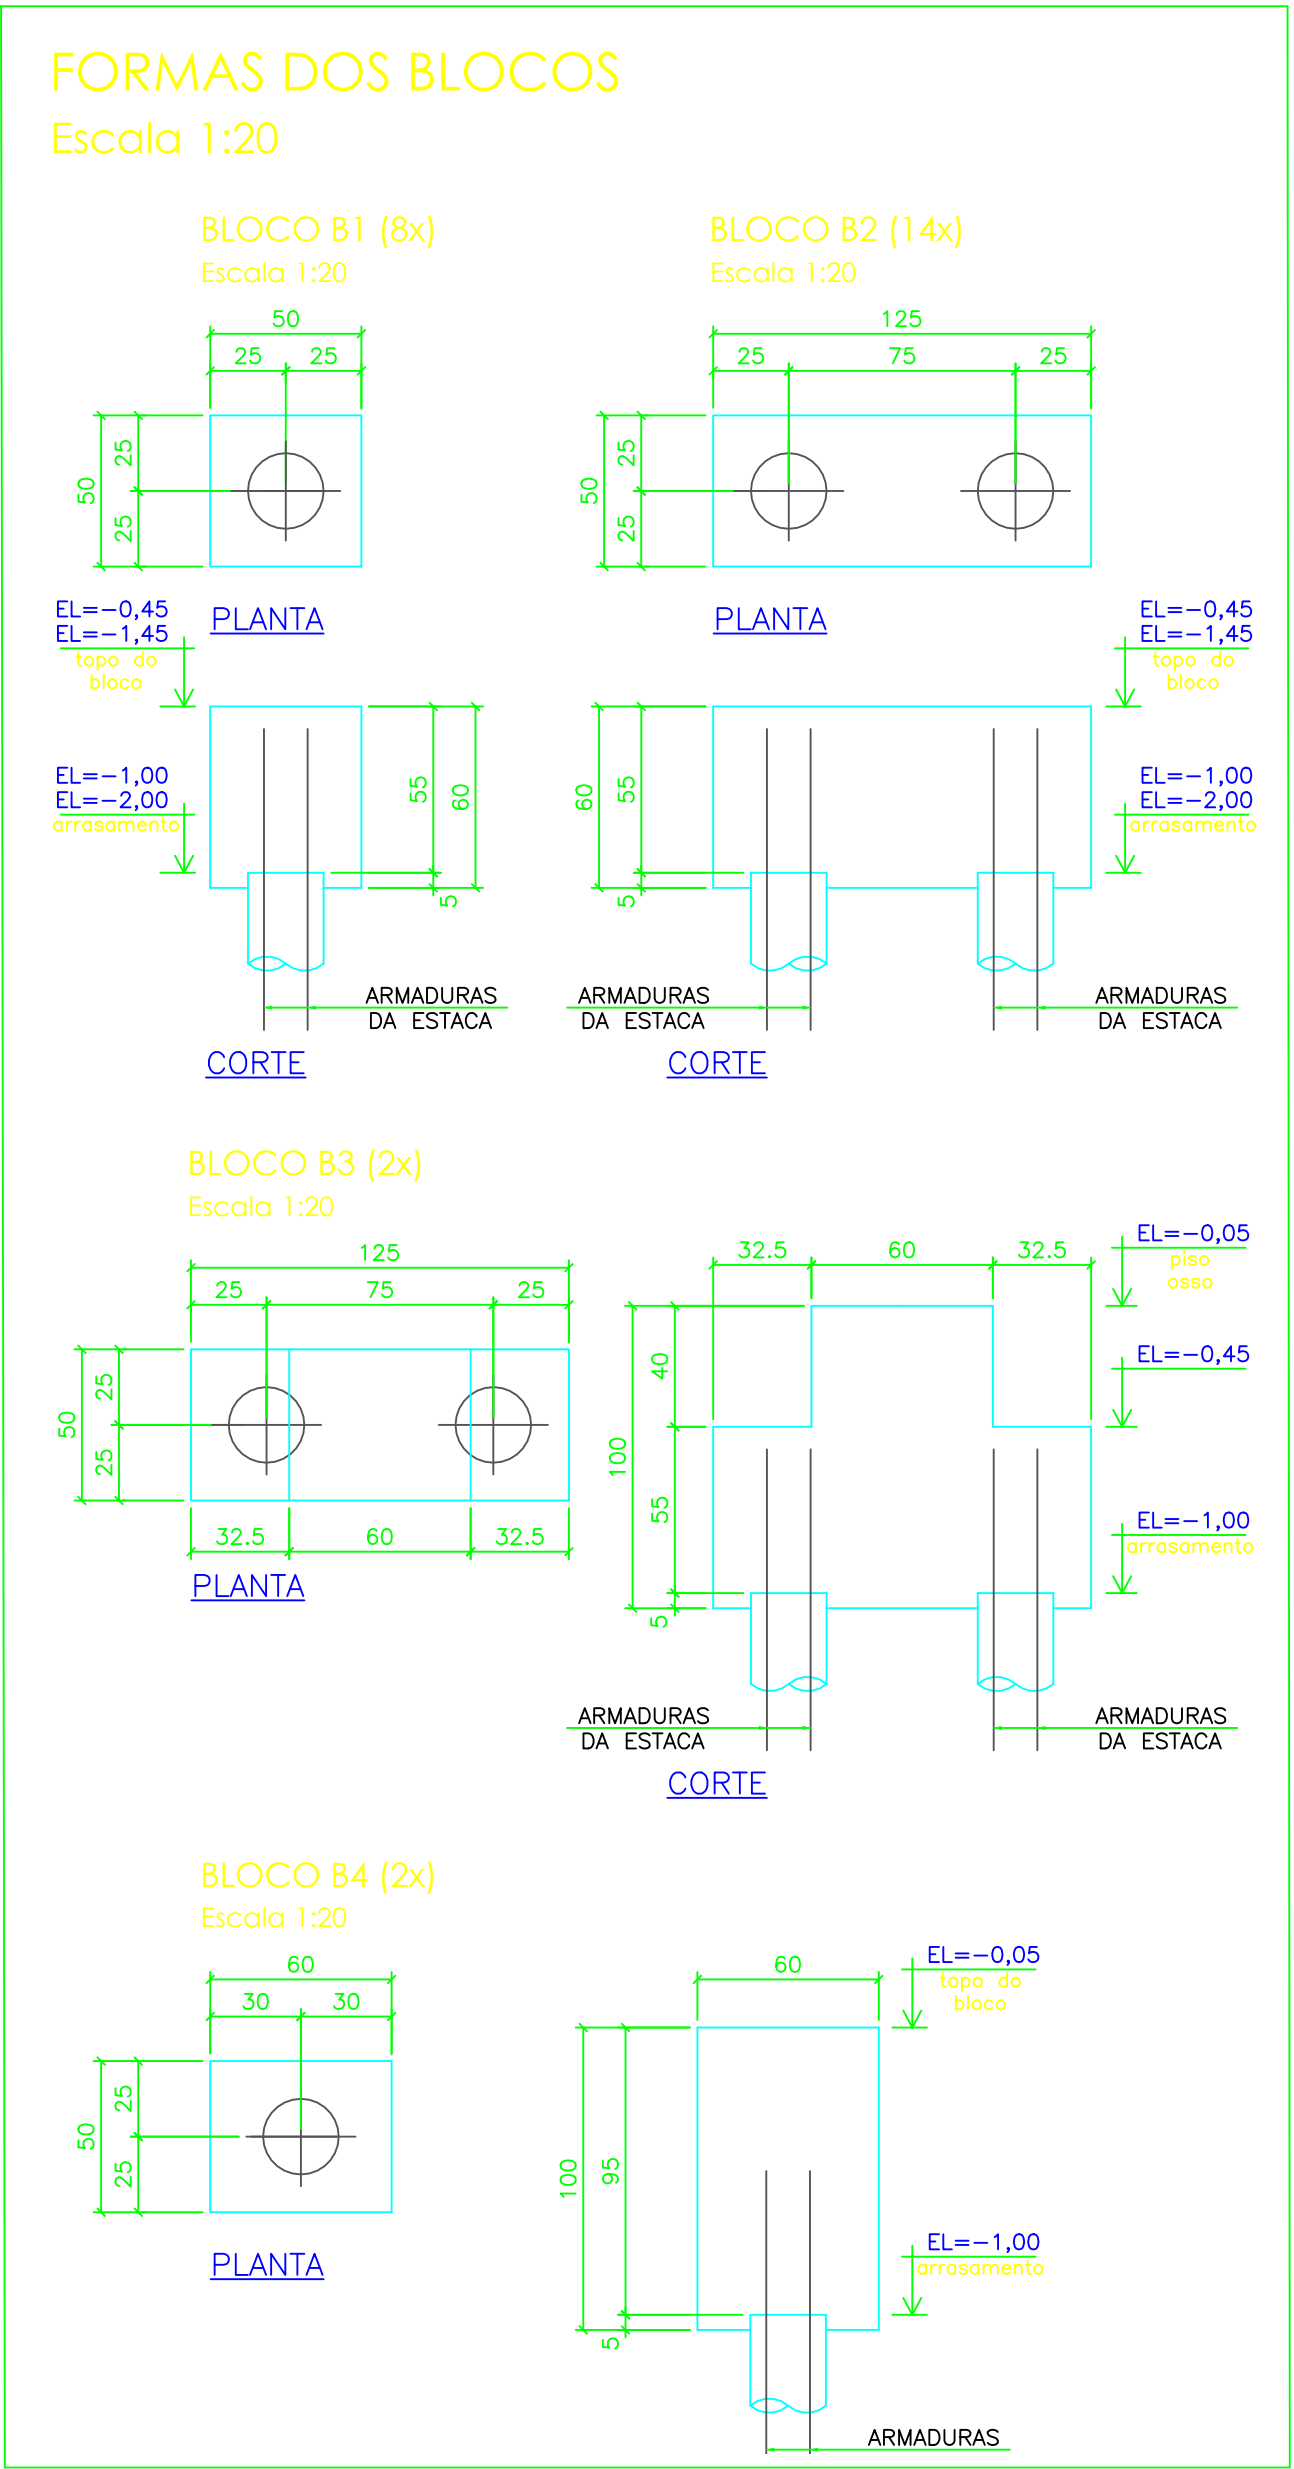 FORMAS DOS BLOCOS
Escala 1:20
BLOCO B1 (8x)
Escala 1:20
50
25 25
50
25
25
PLANTA
EL=-0,45
EL=-1,45
topo do
bloco
EL=-1,00
EL=-2,00
arrasamento
55
60
5
ARMADURAS
DA ESTACA
CORTE
BLOCO B2 (14x)
Escala 1:20
125
25 75 25
50
25
25
PLANTA
EL=-0,45
EL=-1,45
topo do
bloco
EL=-1,00
EL=-2,00
arrasamento
60
55
5
ARMADURAS
DA ESTACA
ARMADURAS
DA ESTACA
CORTE
BLOCO B3 (2x)
Escala 1:20
125
25 75 25
50
25
25
32.5 60 32.5
PLANTA
32.5 60 32.5
EL=-0,05
piso
osso
EL=-0,45
EL=-1,00
arrasamento
40
100
55
5
ARMADURAS
DA ESTACA
ARMADURAS
DA ESTACA
CORTE
BLOCO B4 (2x)
Escala 1:20
60
30 30
50
25
25
PLANTA
60
EL=-0,05
topo do
bloco
100
95
5
EL=-1,00
arrasamento
ARMADURAS